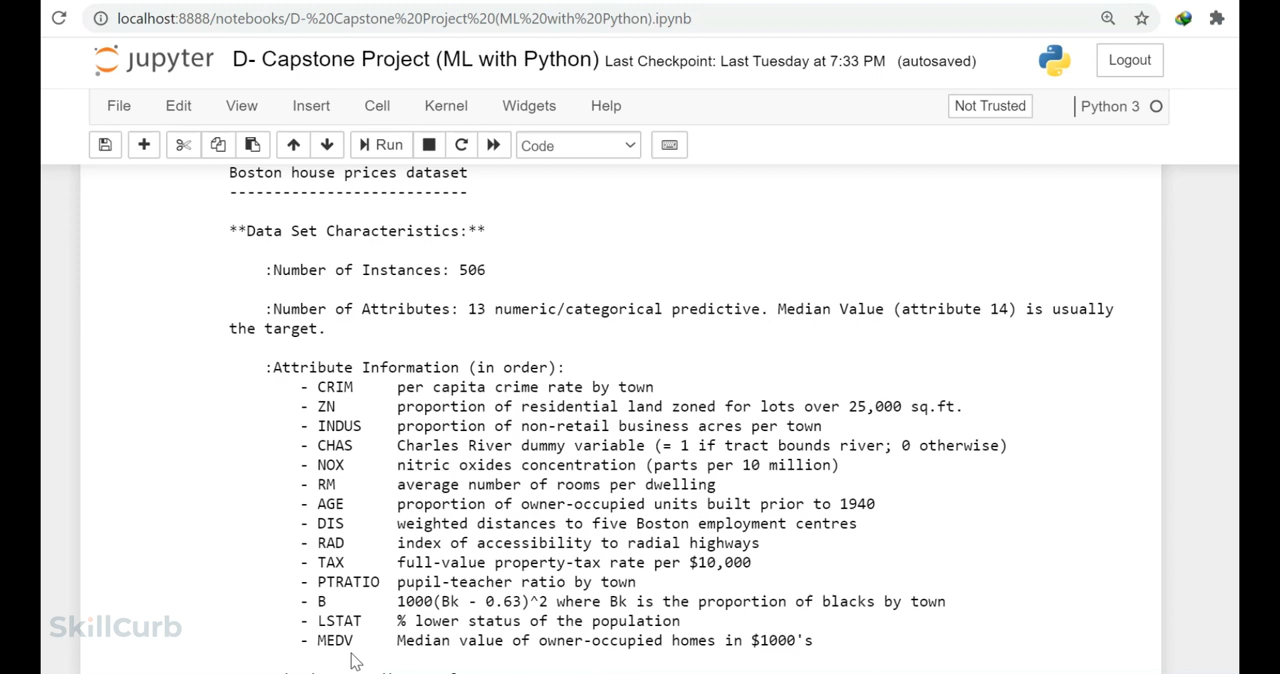 localhost:8888/notebooks/D-%20Capstone%20Project%20(ML%20with%20Python).ipynb
jupyter D- Capstone Project (ML with Python) Last Checkpoint: Last Tuesday at 7:33 PM (autosaved) Logout
File Edit View Insert Cell Kernel Widgets Help Not Trusted Python 3
Run Code
Boston house prices dataset
---------------------------
**Data Set Characteristics:**
:Number of Instances: 506
:Number of Attributes: 13 numeric/categorical predictive. Median Value (attribute 14) is usually
the target.
:Attribute Information (in order):
- CRIM per capita crime rate by town
- ZN proportion of residential land zoned for lots over 25,000 sq.ft.
- INDUS proportion of non-retail business acres per town
- CHAS Charles River dummy variable (= 1 if tract bounds river; 0 otherwise)
- NOX nitric oxides concentration (parts per 10 million)
- RM average number of rooms per dwelling
- AGE proportion of owner-occupied units built prior to 1940
- DIS weighted distances to five Boston employment centres
- RAD index of accessibility to radial highways
- TAX full-value property-tax rate per $10,000
- PTRATIO pupil-teacher ratio by town
- B 1000(Bk - 0.63)^2 where Bk is the proportion of blacks by town
- LSTAT % lower status of the population
- MEDV Median value of owner-occupied homes in $1000's
SkillCurb